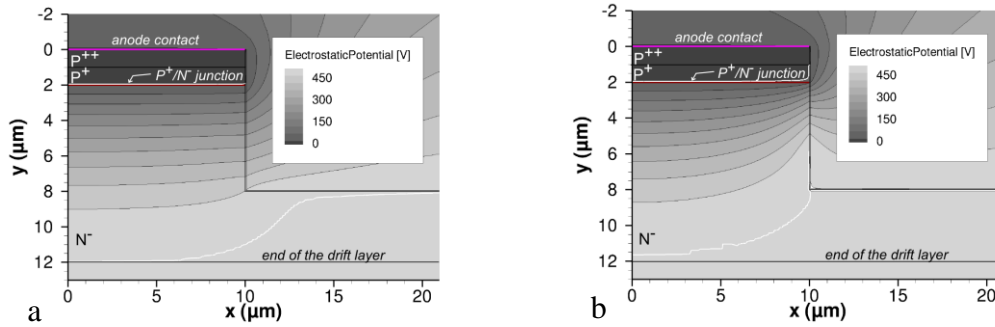 -2
0
2
4
6
8
10
12
y (µm)
0
5
10
15
20
x (µm)
anode contact
P++
P+
P+/N- junction
ElectrostaticPotential [V]
450
300
150
0
N-
end of the drift layer
a
-2
0
2
4
6
8
10
12
y (µm)
0
5
10
15
20
x (µm)
anode contact
P++
P+
P+/N- junction
ElectrostaticPotential [V]
450
300
150
0
N-
end of the drift layer
b